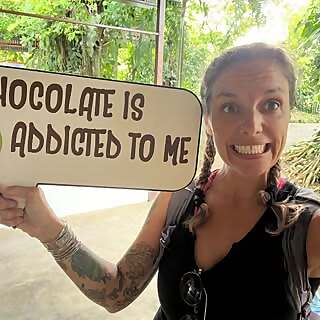 HOCOLATE IS
ADDICTED TO ME